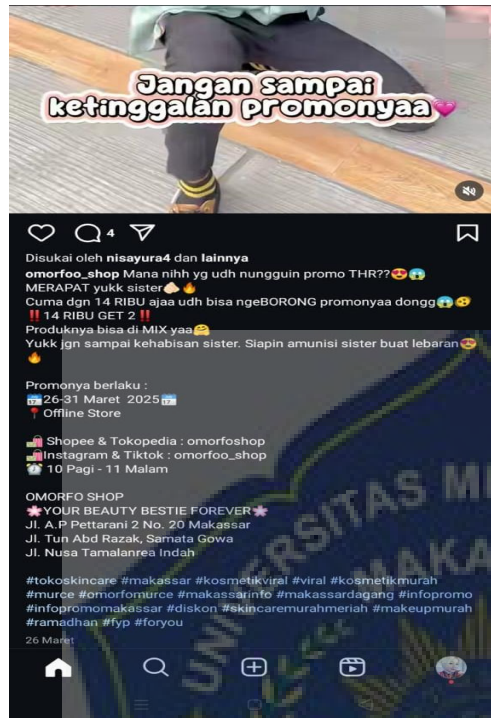 Jangan sampai
ketinggalan promonyaa💗
4
Disukai oleh nisayura4 dan lainnya
omorfoo_shop Mana nihh yg udh nungguin promo THR??😍😱
MERAPAT yukk sister🫵🏻🔥
Cuma dgn 14 RIBU ajaa udh bisa ngeBORONG promonyaa dongg😱🫣
‼️14 RIBU GET 2‼️
Produknya bisa di MIX yaa🤗
Yukk jgn sampai kehabisan sister. Siapin amunisi sister buat lebaran😍
🔥
Promonya berlaku :
📅26-31 Maret 2025📅
📍Offline Store
🛍️Shopee & Tokopedia : omorfoshop
🛍️Instagram & Tiktok : omorfoo_shop
⏰ 10 Pagi - 11 Malam
OMORFO SHOP
🌸YOUR BEAUTY BESTIE FOREVER🌸
Jl. A.P Pettarani 2 No. 20 Makassar
Jl. Tun Abd Razak, Samata Gowa
Jl. Nusa Tamalanrea Indah
#tokoskincare #makassar #kosmetikviral #viral #kosmetikmurah
#murce #omorfomurce #makassarinfo #makassardagang #infopromo
#infopromomakassar #diskon #skincaremurahmeriah #makeupmurah
#ramadhan #fyp #foryou
26 Maret